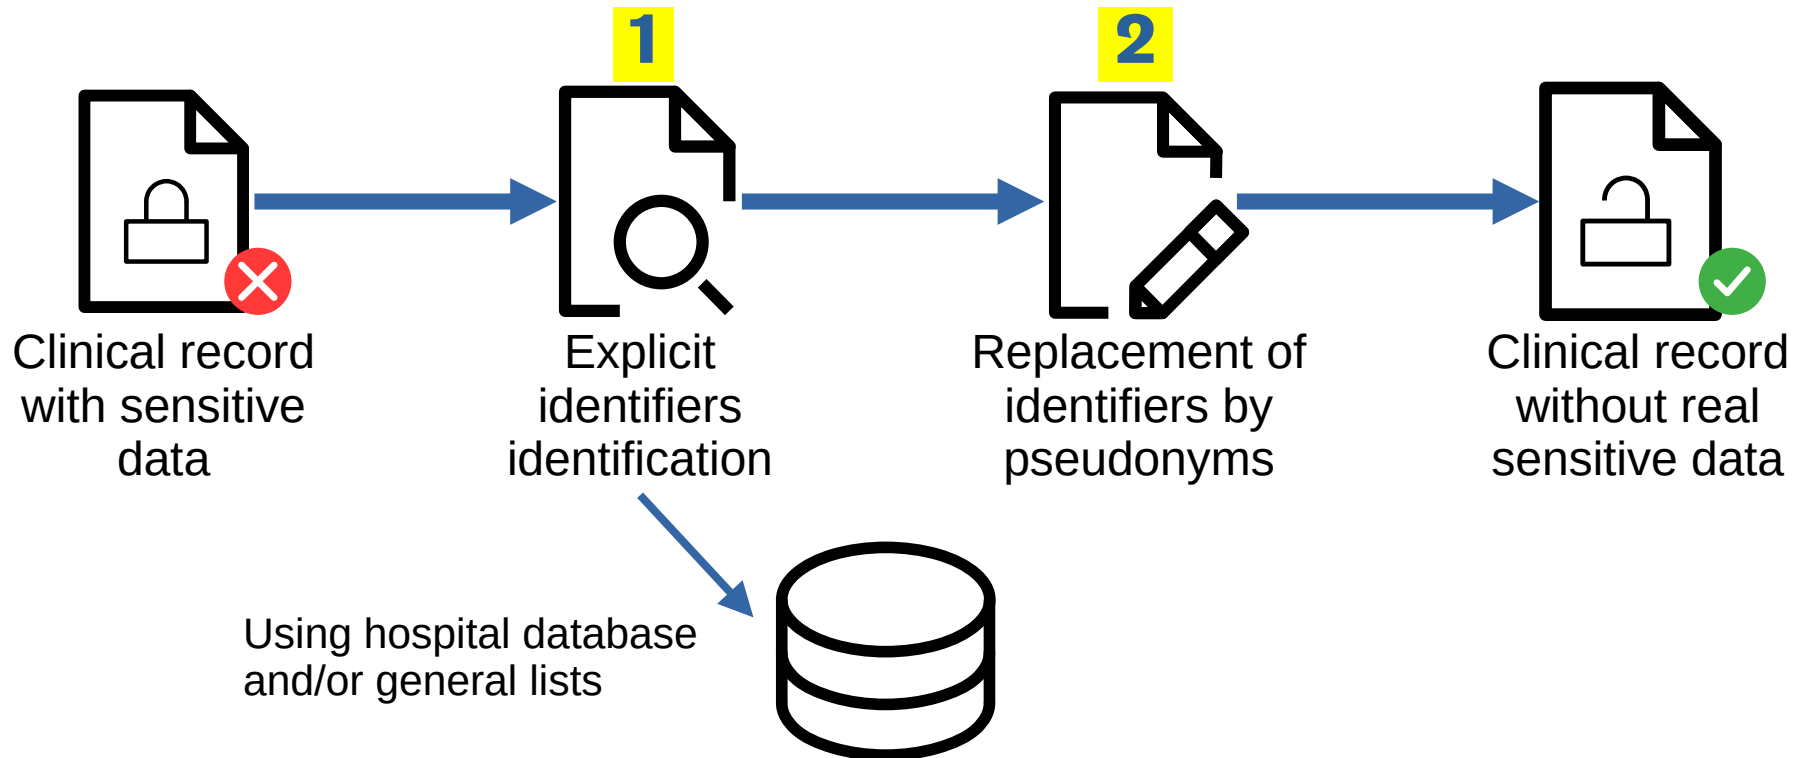 1
2
Clinical record
with sensitive
data
Explicit
identifiers
identification
Replacement of
identifiers by
pseudonyms
Clinical record
without real
sensitive data
Using hospital database
and/or general lists